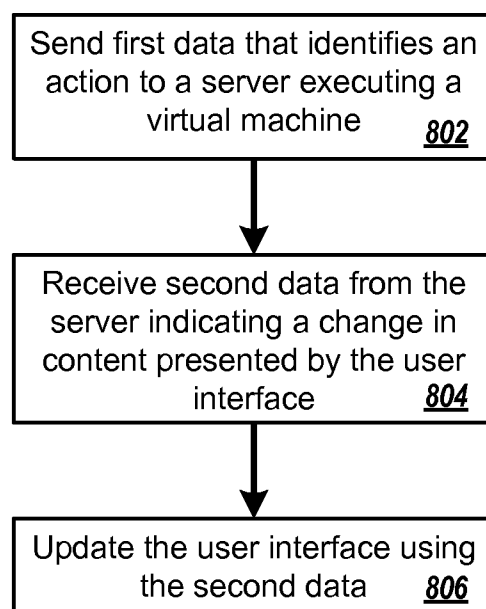 Send first data that identifies an
action to a server executing a
virtual machine 802
Receive second data from the
server indicating a change in
content presented by the user
interface 804
Update the user interface using
the second data 806